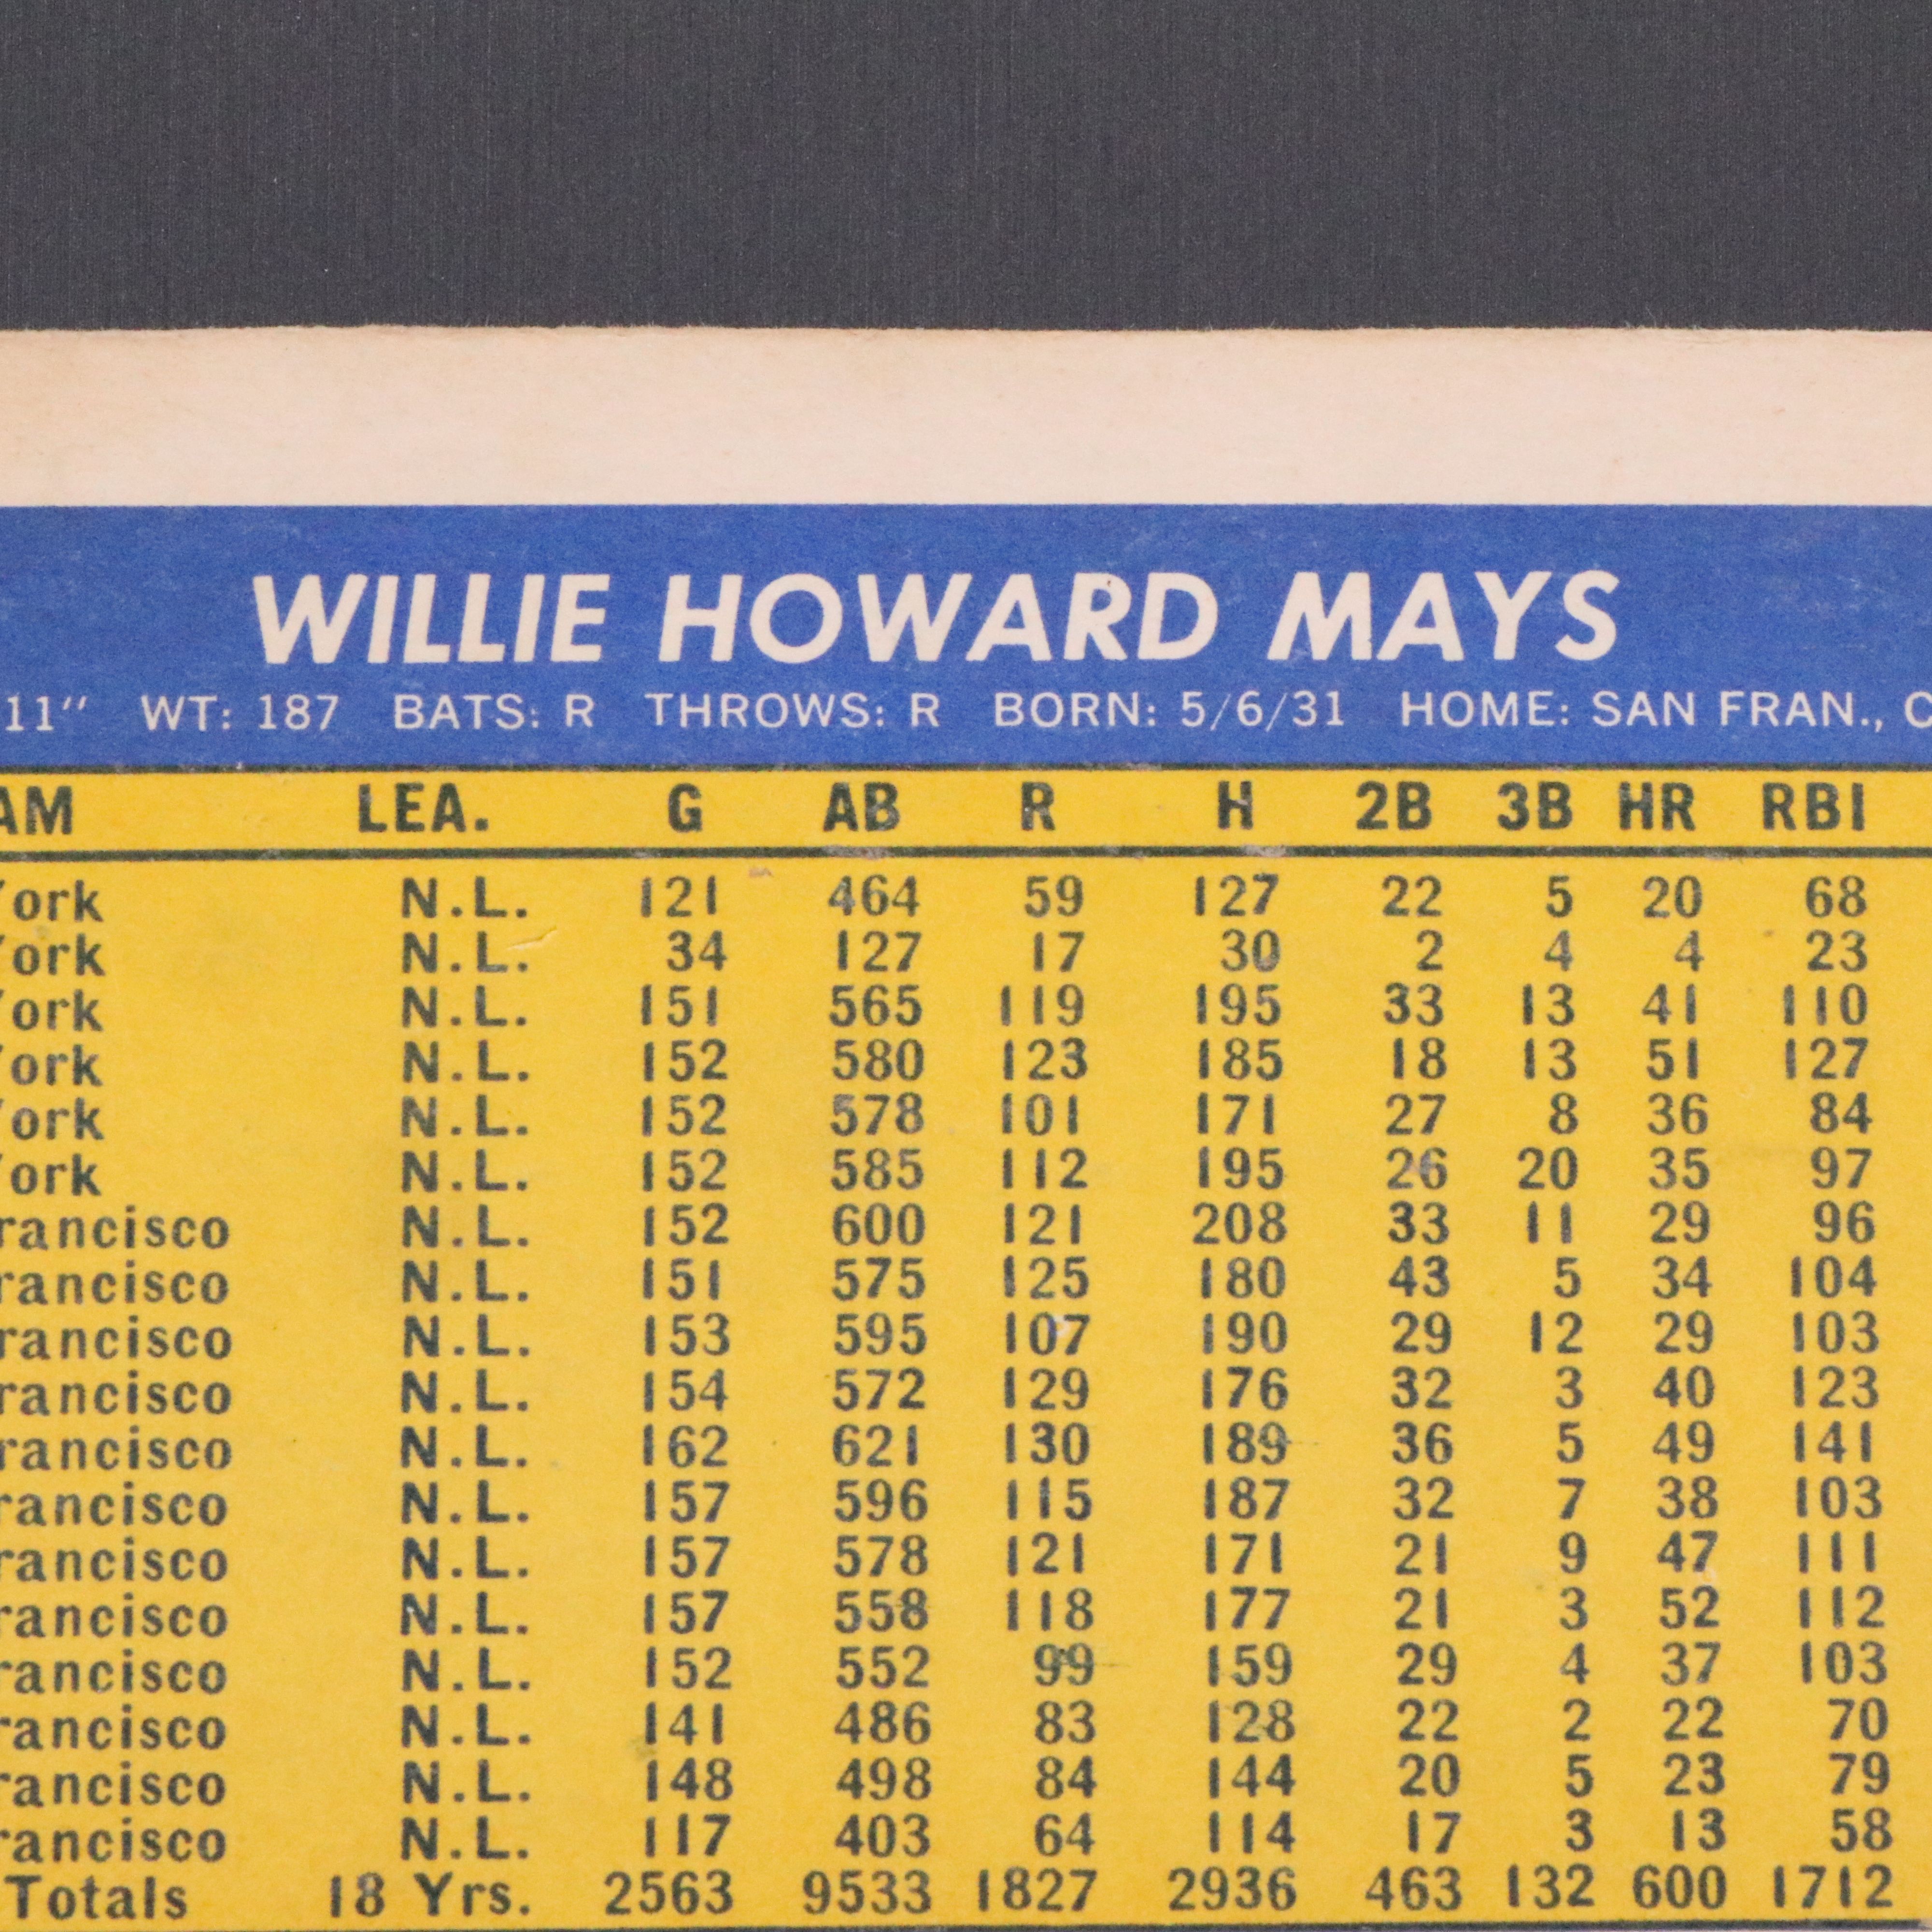 WILLIE HOWARD MAYS
11" WT: 187 BATS: R THROWS: R BORN: 5/6/31 HOME: SAN FRAN., C
AM LEA. G AB R H 2B 3B HR RBI
ork N.L. 121 464 59 127 22 5 20 68
ork N.L. 34 127 17 30 2 4 4 23
ork N.L. 151 565 119 195 33 13 41 110
ork N.L. 152 580 123 185 18 13 51 127
ork N.L. 152 578 101 171 27 8 36 84
ork N.L. 152 585 112 195 26 20 35 97
rancisco N.L. 152 600 121 208 33 11 29 96
rancisco N.L. 151 575 125 180 43 5 34 104
rancisco N.L. 153 595 107 190 29 12 29 103
rancisco N.L. 154 572 129 176 32 3 40 123
rancisco N.L. 162 621 130 189 36 5 49 141
rancisco N.L. 157 596 115 187 32 7 38 103
rancisco N.L. 157 578 121 171 21 9 47 111
rancisco N.L. 157 558 118 177 21 3 52 112
rancisco N.L. 152 552 99 159 29 4 37 103
rancisco N.L. 141 486 83 128 22 2 22 70
rancisco N.L. 148 498 84 144 20 5 23 79
rancisco N.L. 117 403 64 114 17 3 13 58
Totals 18 Yrs. 2563 9533 1827 2936 463 132 600 1712